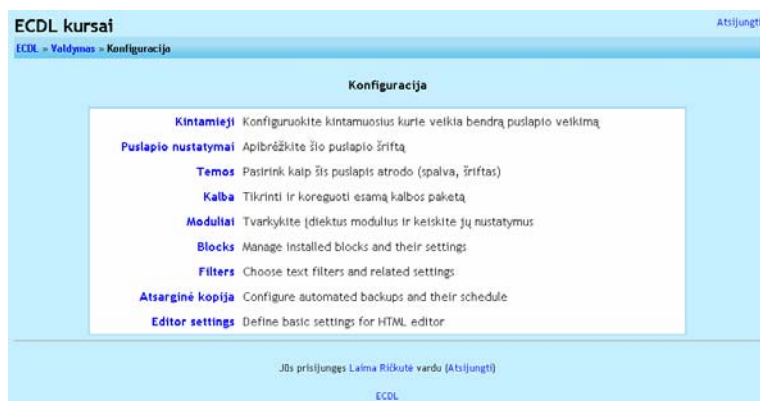 ECDL kursai
Atsijungti
ECDL » Valdymas » Konfiguracija
Konfiguracija
Kintamieji Konfiguruokite kintamuosius kurie veikia bendrą puslapio veikimą
Puslapio nustatymai Apibrėžkite šio puslapio šriftą
Temos Pasirink kaip šis puslapis atrodo (spalva, šriftas)
Kalba Tikrinti ir koreguoti esamą kalbos paketą
Moduliai Tvarkykite įdiektus modulius ir keiskite jų nustatymus
Blocks Manage installed blocks and their settings
Filters Choose text filters and related settings
Atsarginė kopija Configure automated backups and their schedule
Editor settings Define basic settings for HTML editor
Jūs prisijungęs Laima Ričkutė vardu (Atsijungti)
ECDL